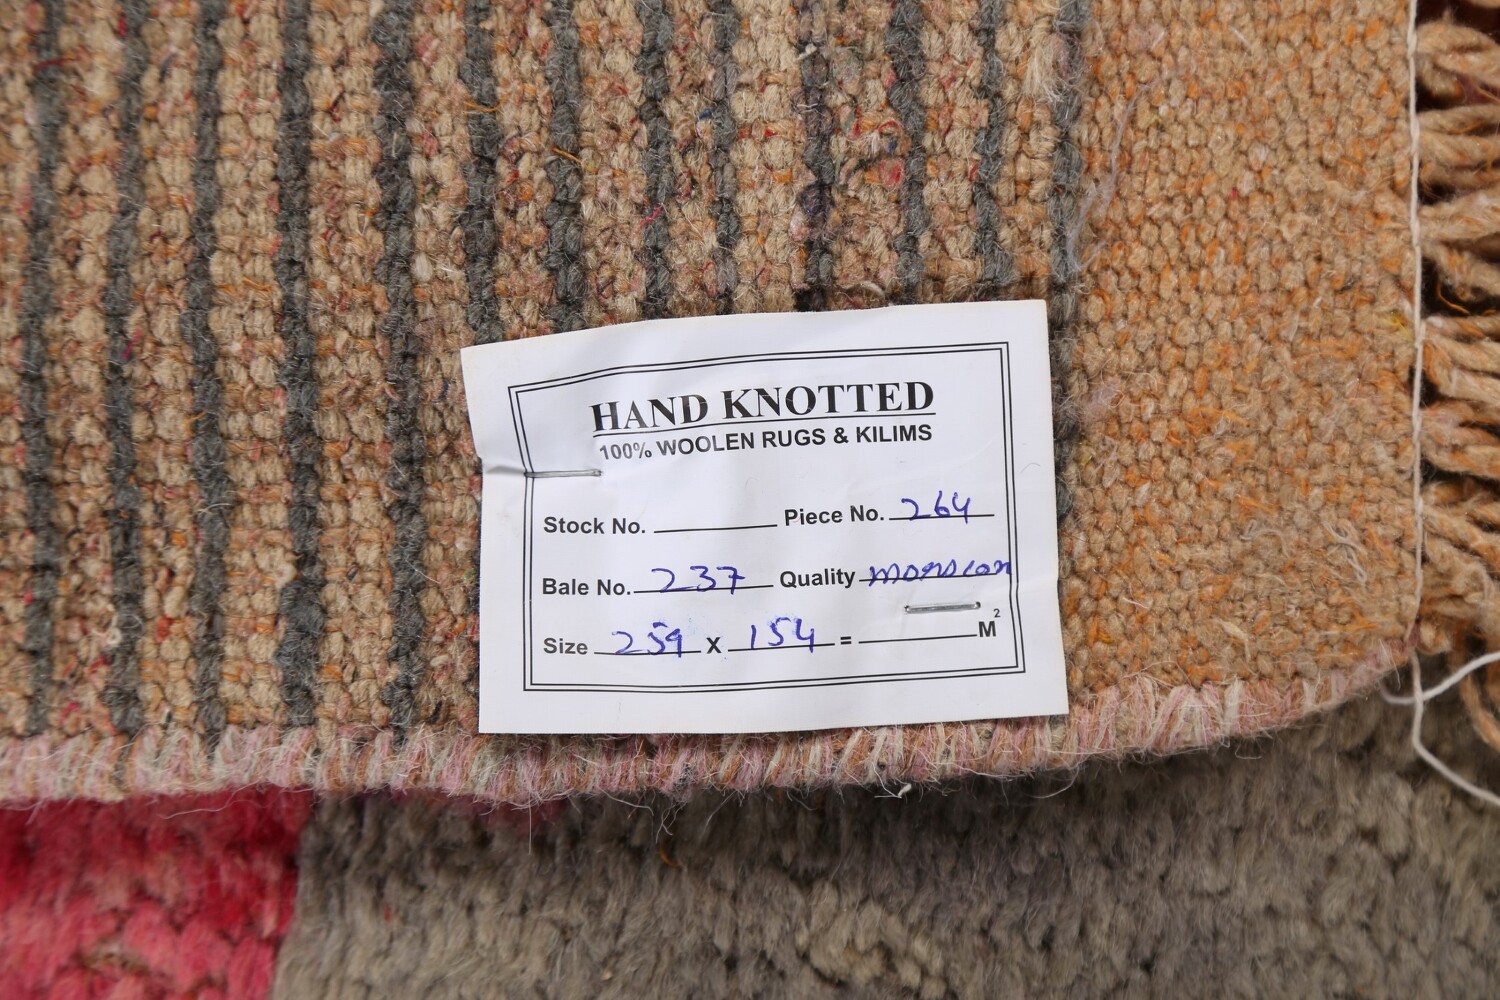 HAND KNOTTED
100% WOOLEN RUGS & KILIMS
Stock No. Piece No. 264
Bale No. 237 Quality
Size 259 X 154 = M²